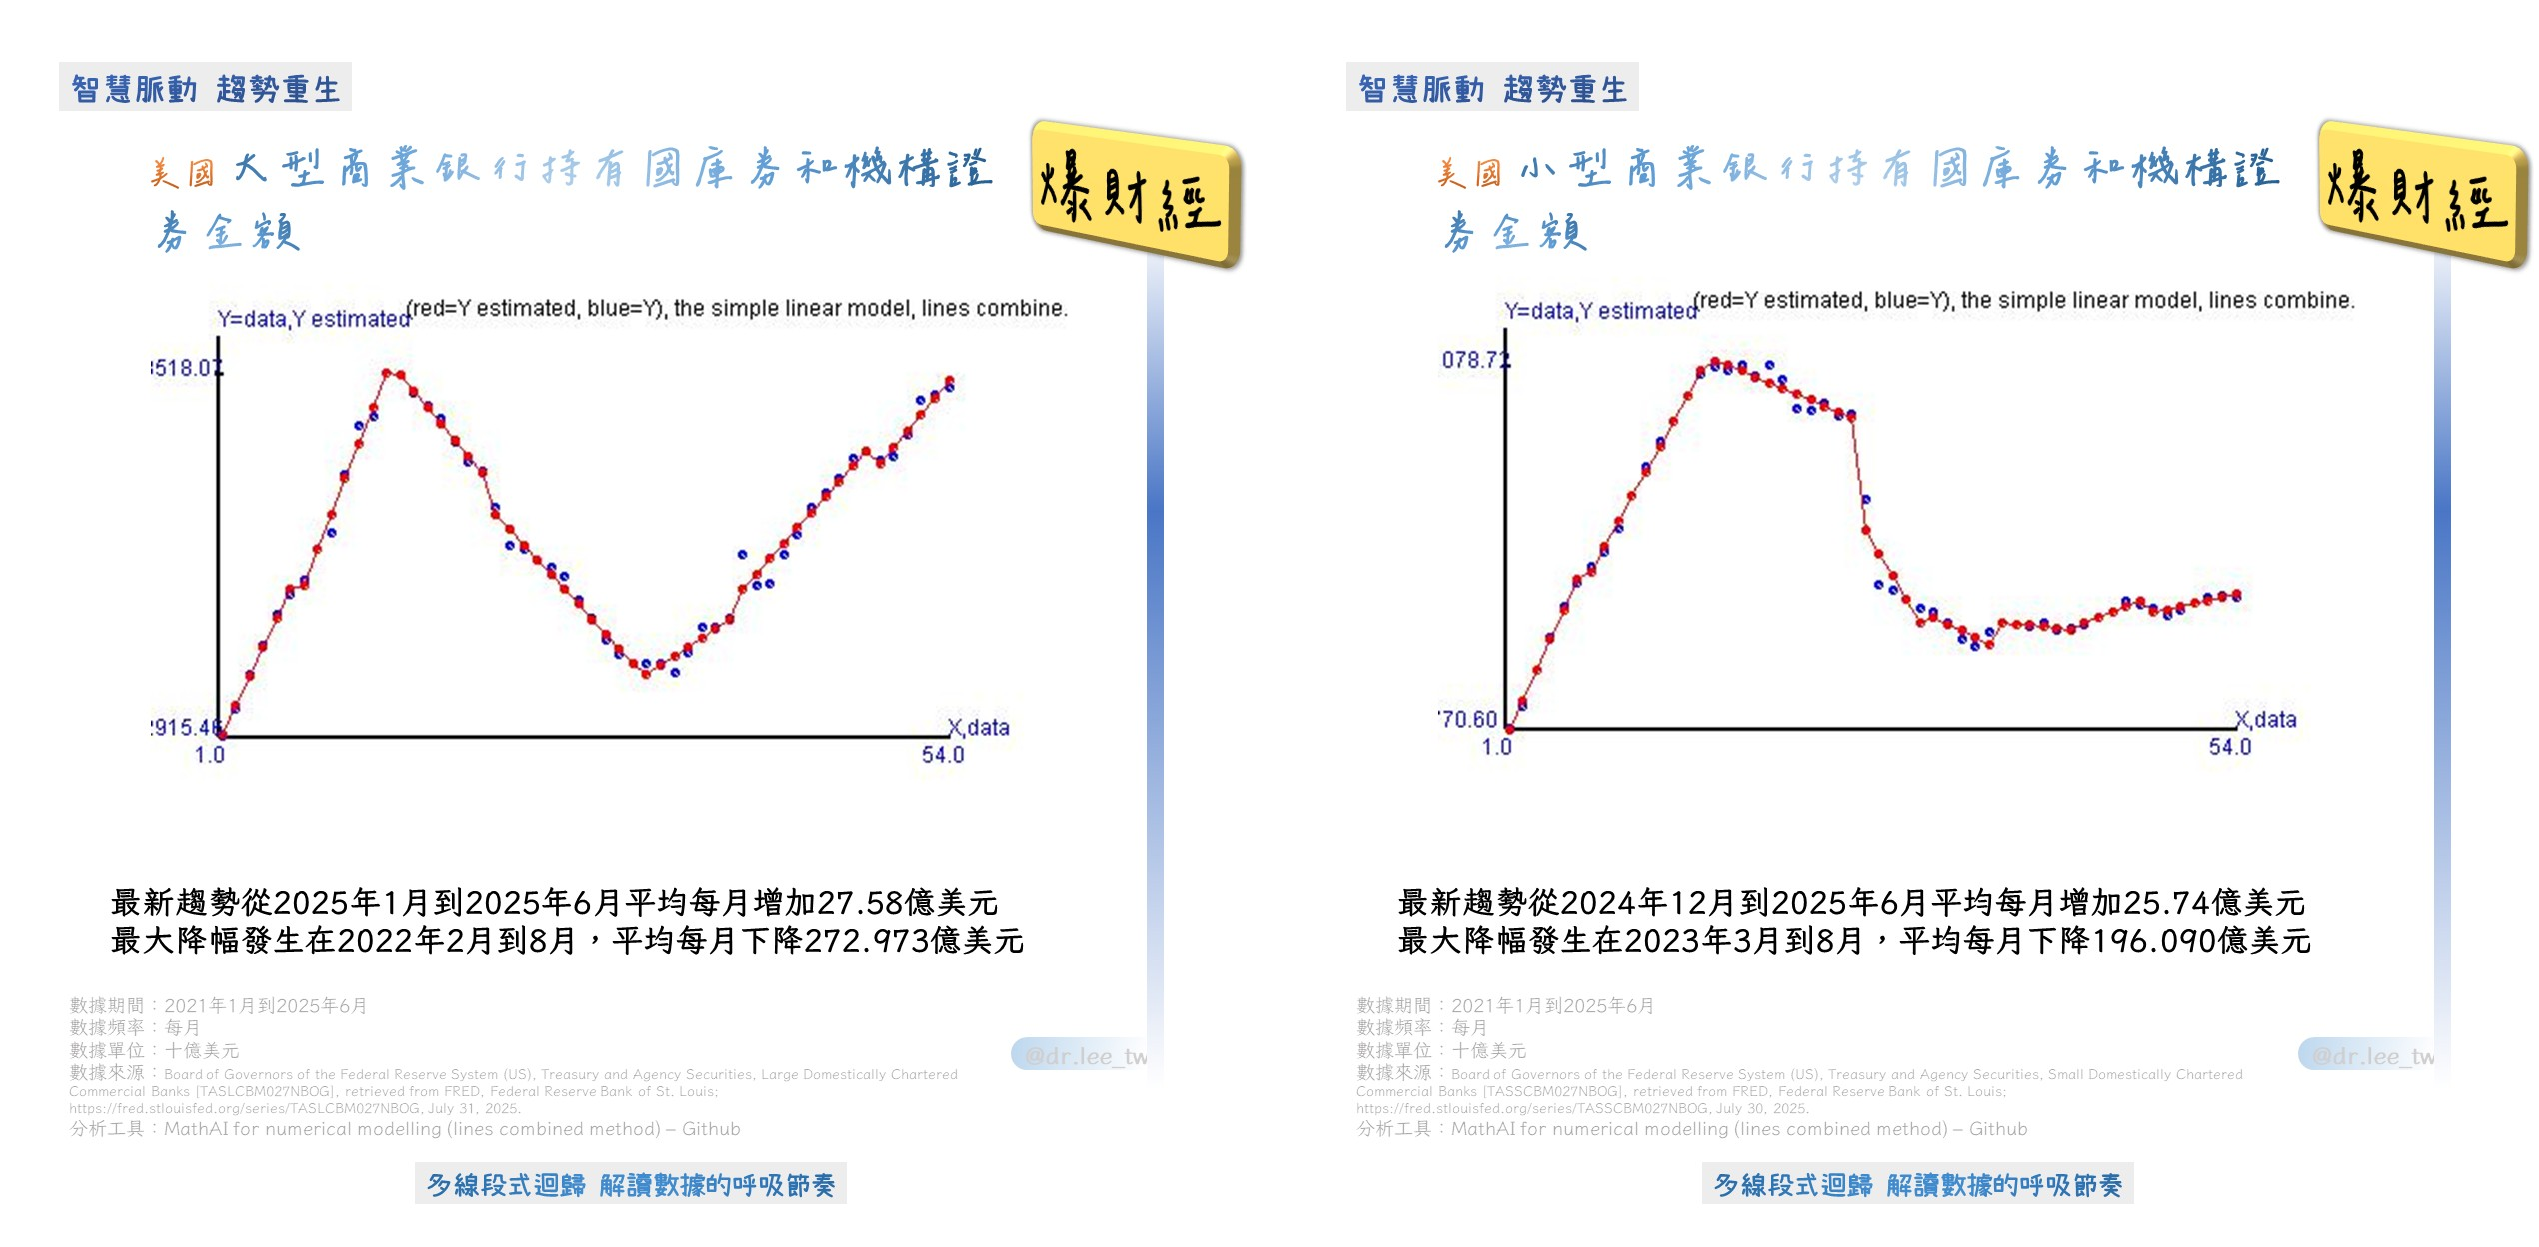 智慧脈動 趨勢重生
美國 大型商業銀行持有國庫券和機構證
券金額
爆財經
(red=Y estimated, blue=Y), the simple linear model, lines combine.
Y=data,Y estimated
518.07
915.46
X,data
1.0
54.0
最新趨勢從2025年1月到2025年6月平均每月增加27.58億美元
最大降幅發生在2022年2月到8月，平均每月下降272.973億美元
數據期間：2021年1月到2025年6月
數據頻率：每月
數據單位：十億美元
數據來源：Board of Governors of the Federal Reserve System (US), Treasury and Agency Securities, Large Domestically Chartered
Commercial Banks [TASLCBM027NBOG], retrieved from FRED, Federal Reserve Bank of St. Louis;
https://fred.stlouisfed.org/series/TASLCBM027NBOG, July 31, 2025.
分析工具：MathAI for numerical modelling (lines combined method) – Github
@dr.lee_tw
多線段式迴歸 解讀數據的呼吸節奏
智慧脈動 趨勢重生
美國 小型商業銀行持有國庫券和機構證
券金額
爆財經
(red=Y estimated, blue=Y), the simple linear model, lines combine.
Y=data,Y estimated
078.72
70.60
X,data
1.0
54.0
最新趨勢從2024年12月到2025年6月平均每月增加25.74億美元
最大降幅發生在2023年3月到8月，平均每月下降196.090億美元
數據期間：2021年1月到2025年6月
數據頻率：每月
數據單位：十億美元
數據來源：Board of Governors of the Federal Reserve System (US), Treasury and Agency Securities, Small Domestically Chartered
Commercial Banks [TASSCBM027NBOG], retrieved from FRED, Federal Reserve Bank of St. Louis;
https://fred.stlouisfed.org/series/TASSCBM027NBOG, July 30, 2025.
分析工具：MathAI for numerical modelling (lines combined method) – Github
@dr.lee_tw
多線段式迴歸 解讀數據的呼吸節奏